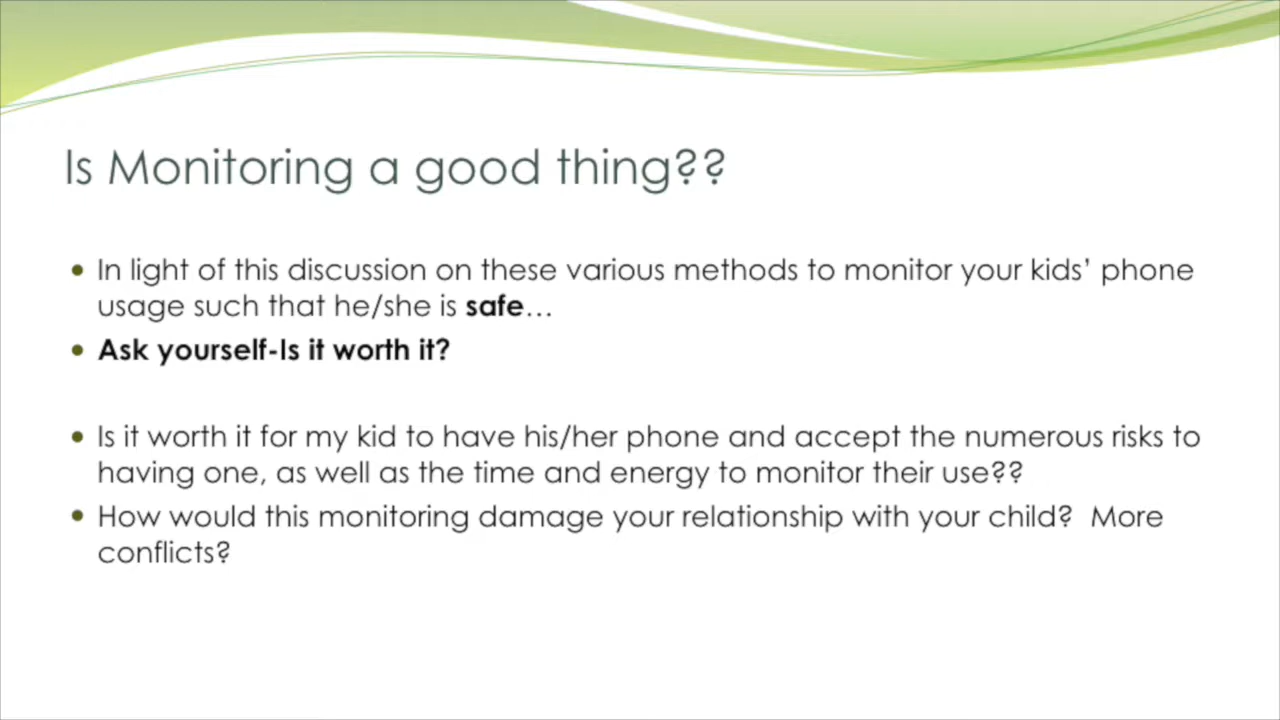 Is Monitoring a good thing??
• In light of this discussion on these various methods to monitor your kids’ phone
usage such that he/she is safe…
• Ask yourself-Is it worth it?
• Is it worth it for my kid to have his/her phone and accept the numerous risks to
having one, as well as the time and energy to monitor their use??
• How would this monitoring damage your relationship with your child?  More
conflicts?